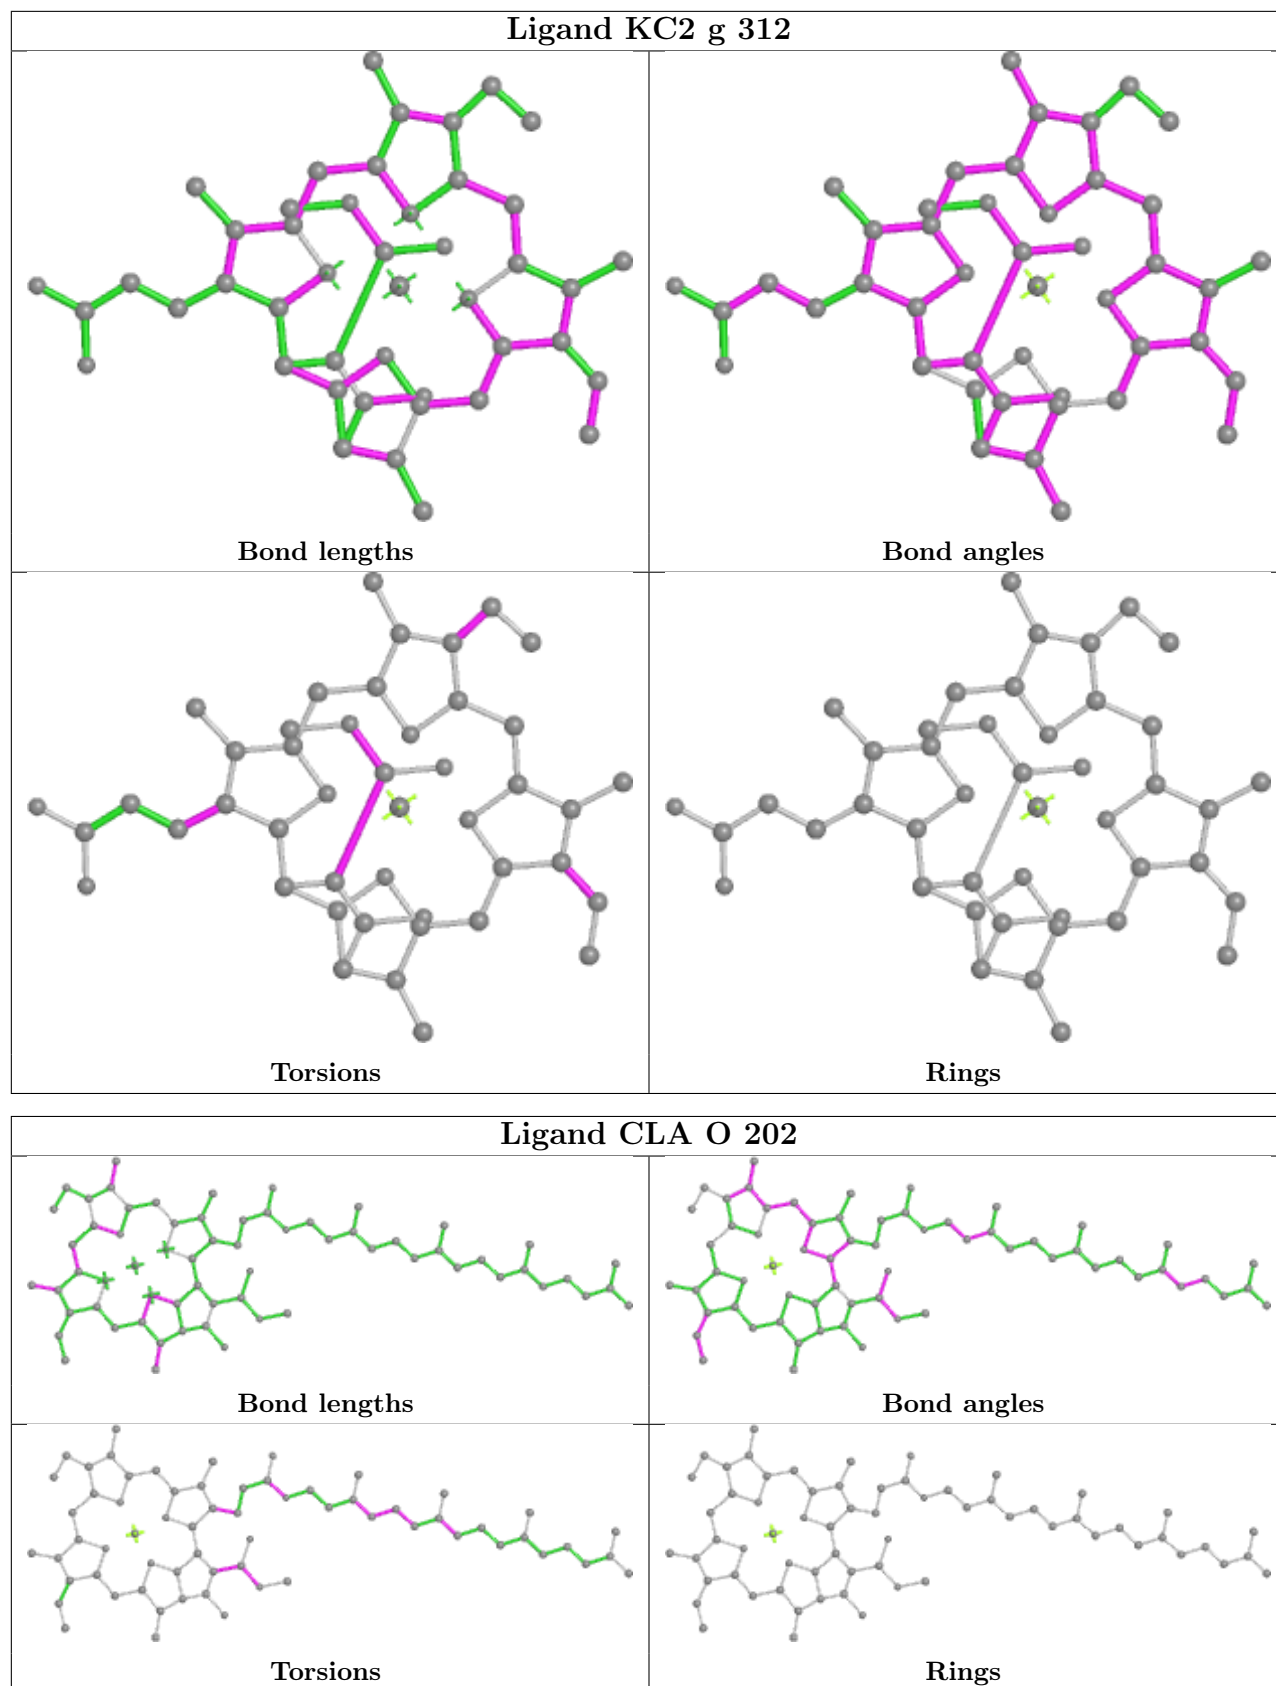 Ligand KC2 g 312
Bond lengths
Bond angles
Torsions
Rings
Ligand CLA O 202
Bond lengths
Bond angles
Torsions
Rings